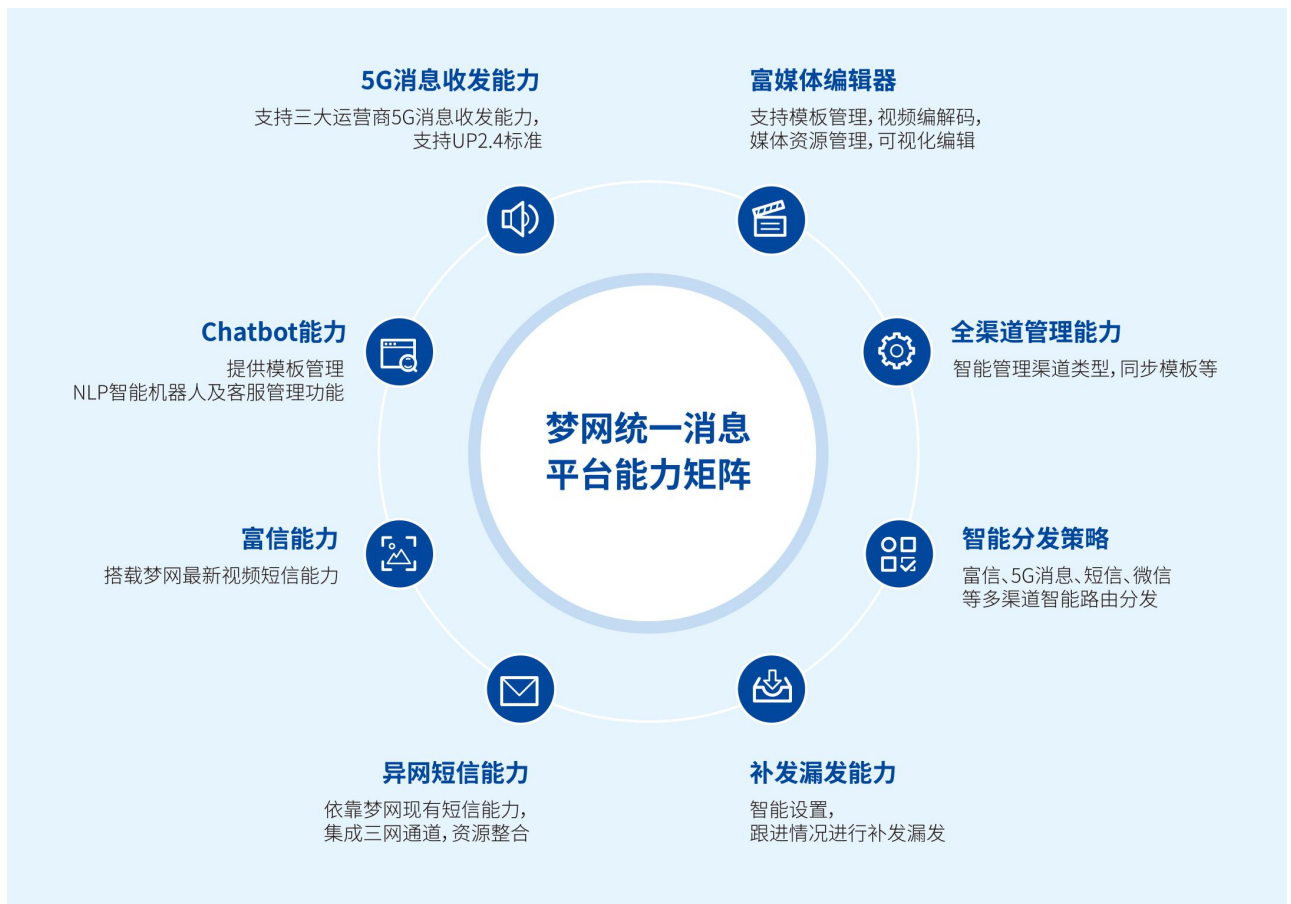 5G消息收发能力
支持三大运营商5G消息收发能力,
支持UP2.4标准
富媒体编辑器
支持模板管理, 视频编解码,
媒体资源管理, 可视化编辑
Chatbot能力
提供模板管理
NLP智能机器人及客服管理功能
全渠道管理能力
智能管理渠道类型, 同步模板等
梦网统一消息
平台能力矩阵
富信能力
搭载梦网最新视频短信能力
智能分发策略
富信、5G消息、短信、微信
等多渠道智能路由分发
异网短信能力
依靠梦网现有短信能力,
集成三网通道, 资源整合
补发漏发能力
智能设置,
跟进情况进行补发漏发